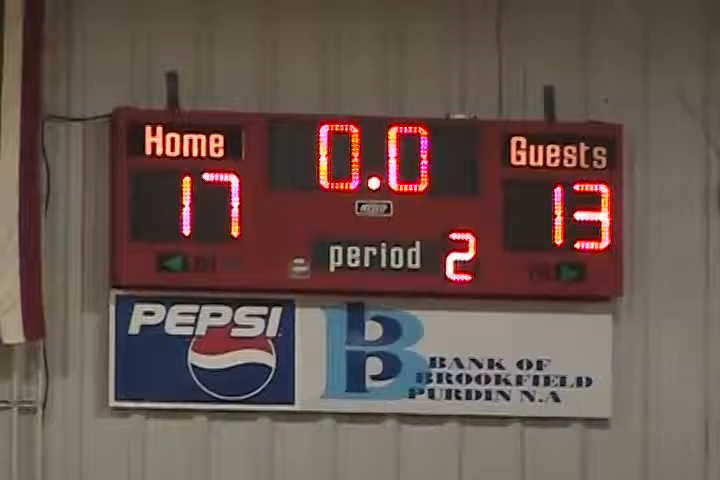 Home 0.0 Guests
17 13
period 2
PEPSI
BANK OF
BROOKFIELD
PURDIN N.A